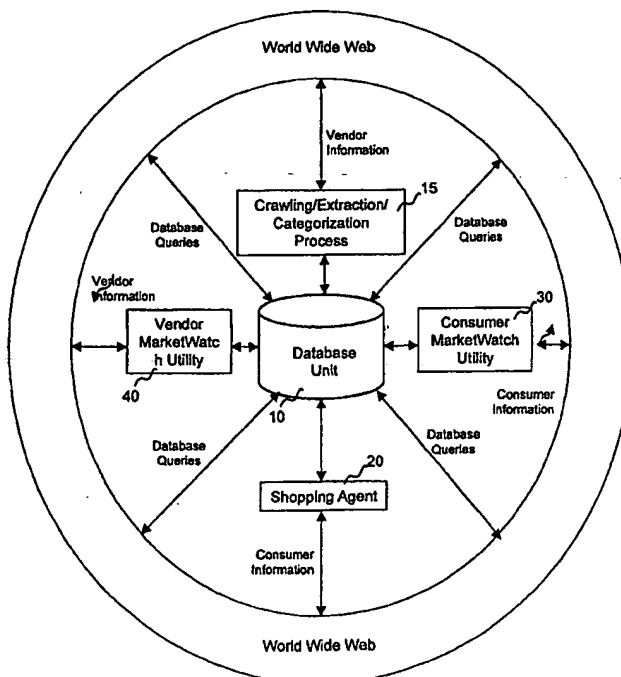 World Wide Web
Vendor
Information
15
Crawling/Extraction/
Categorization
Process
Database
Queries
Database
Queries
Vendor
Information
Vendor
MarketWatc
h Utility
40
Database
Unit
10
30
Consumer
MarketWatch
Utility
Consumer
Information
Database
Queries
Database
Queries
20
Shopping Agent
Consumer
Information
World Wide Web